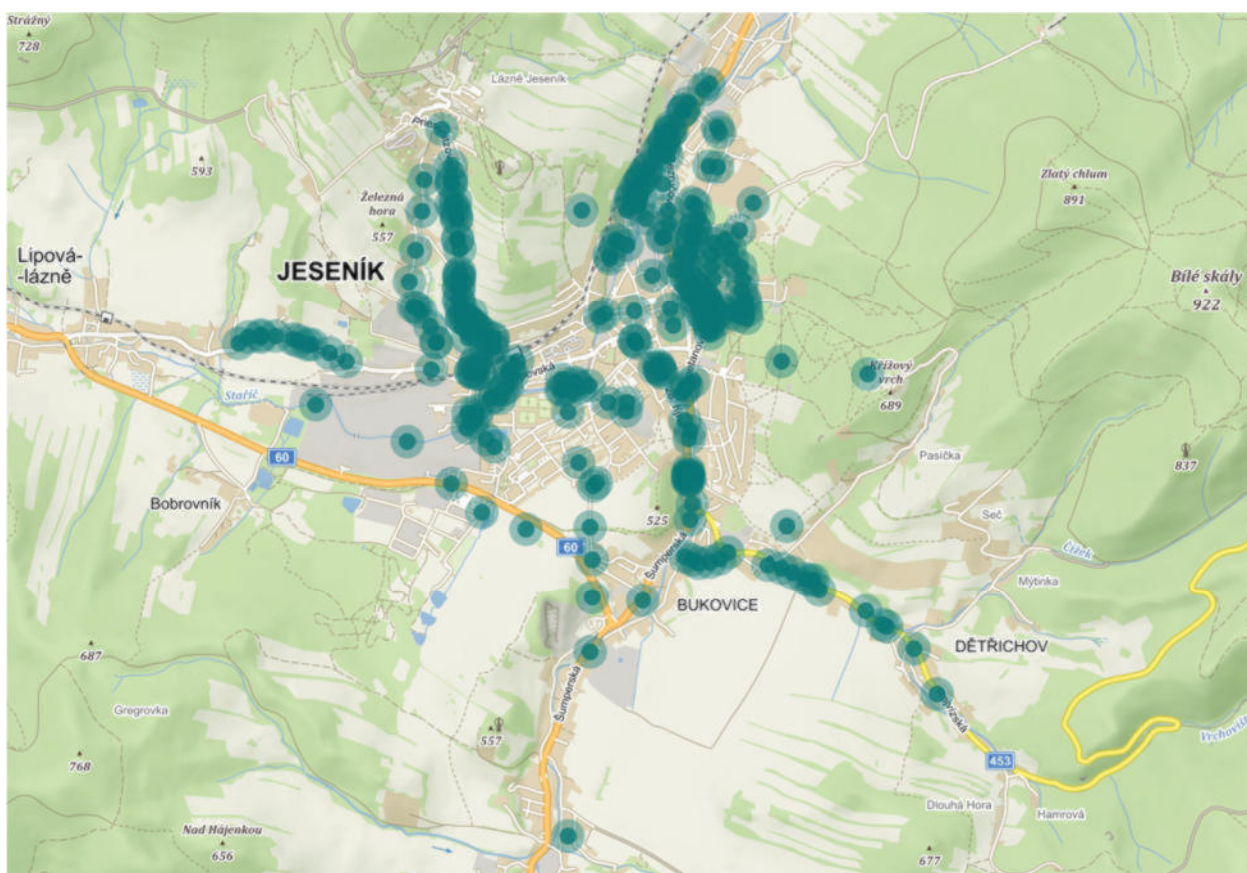 Strážný
728
Lázně Jeseník
593
Železná
hora
557
Zlatý chlum
891
Lipová-
-lázně
JESENÍK
Bílé skály
922
Křížový
vrch
689
Staříč
60
Pasíčka
837
Bobrovník
525
Seč
Čížek
60
Šumperská
Mýtinka
BUKOVICE
DĚTŘICHOV
687
Šumperská
Gregrovka
557
768
453
Dlouhá Hora
Hamrová
Nad Hájenkou
656
677